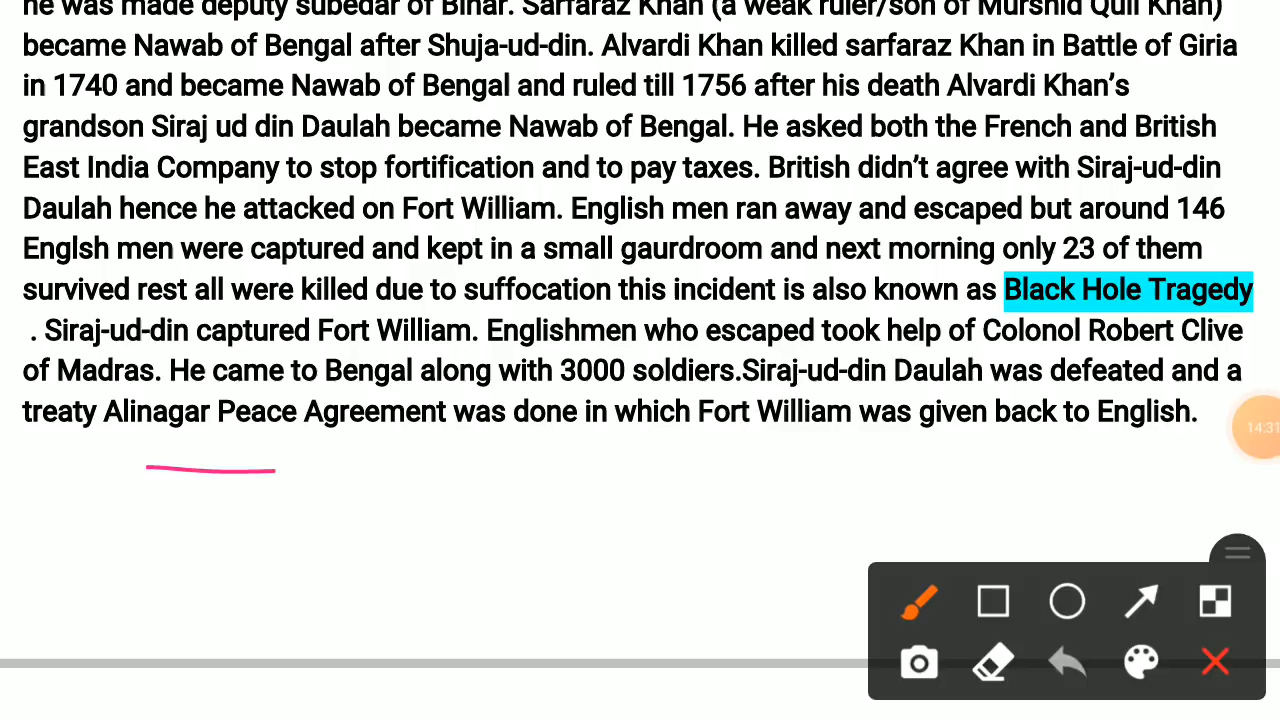 he was made deputy subedar of Bihar. Sarfaraz Khan (a weak ruler/son of Murshid Quli Khan)
became Nawab of Bengal after Shuja-ud-din. Alvardi Khan killed sarfaraz Khan in Battle of Giria
in 1740 and became Nawab of Bengal and ruled till 1756 after his death Alvardi Khan’s
grandson Siraj ud din Daulah became Nawab of Bengal. He asked both the French and British
East India Company to stop fortification and to pay taxes. British didn’t agree with Siraj-ud-din
Daulah hence he attacked on Fort William. English men ran away and escaped but around 146
Englsh men were captured and kept in a small gaurdroom and next morning only 23 of them
survived rest all were killed due to suffocation this incident is also known as Black Hole Tragedy
. Siraj-ud-din captured Fort William. Englishmen who escaped took help of Colonol Robert Clive
of Madras. He came to Bengal along with 3000 soldiers.Siraj-ud-din Daulah was defeated and a
treaty Alinagar Peace Agreement was done in which Fort William was given back to English.
14:31